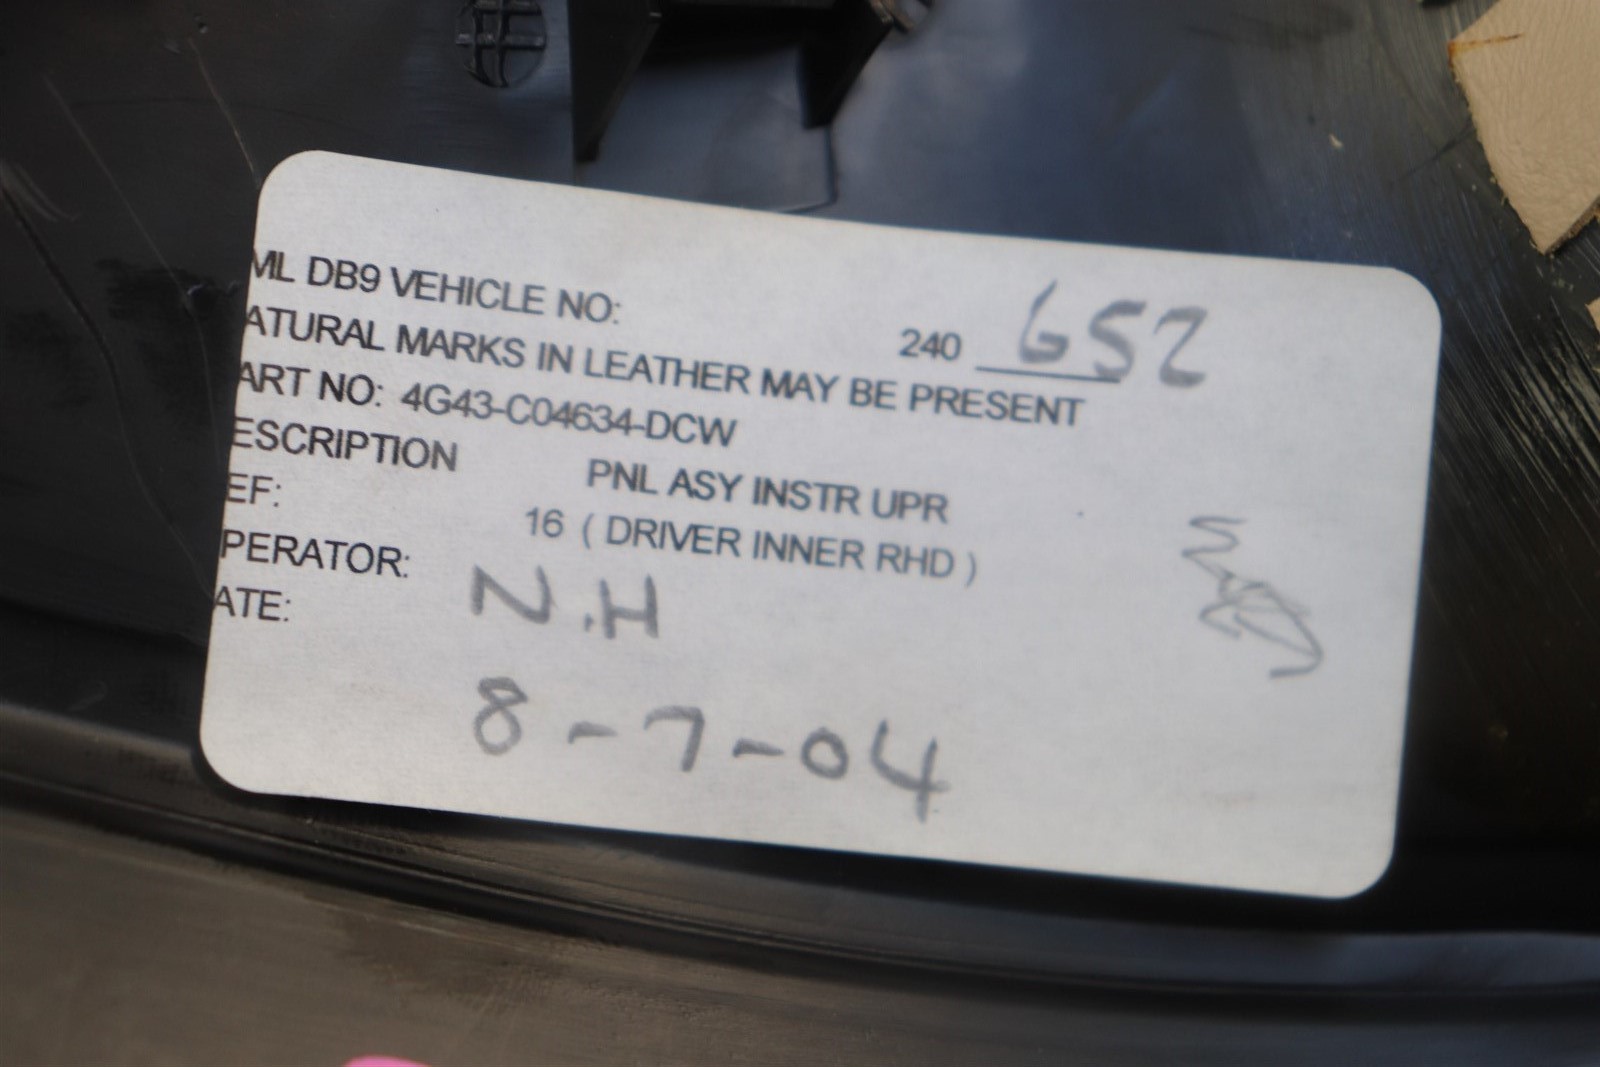 ML DB9 VEHICLE NO: 240 652
ATURAL MARKS IN LEATHER MAY BE PRESENT
ART NO: 4G43-C04634-DCW
ESCRIPTION PNL ASY INSTR UPR
EF: 16 ( DRIVER INNER RHD )
PERATOR: N.H
ATE: 8-7-04